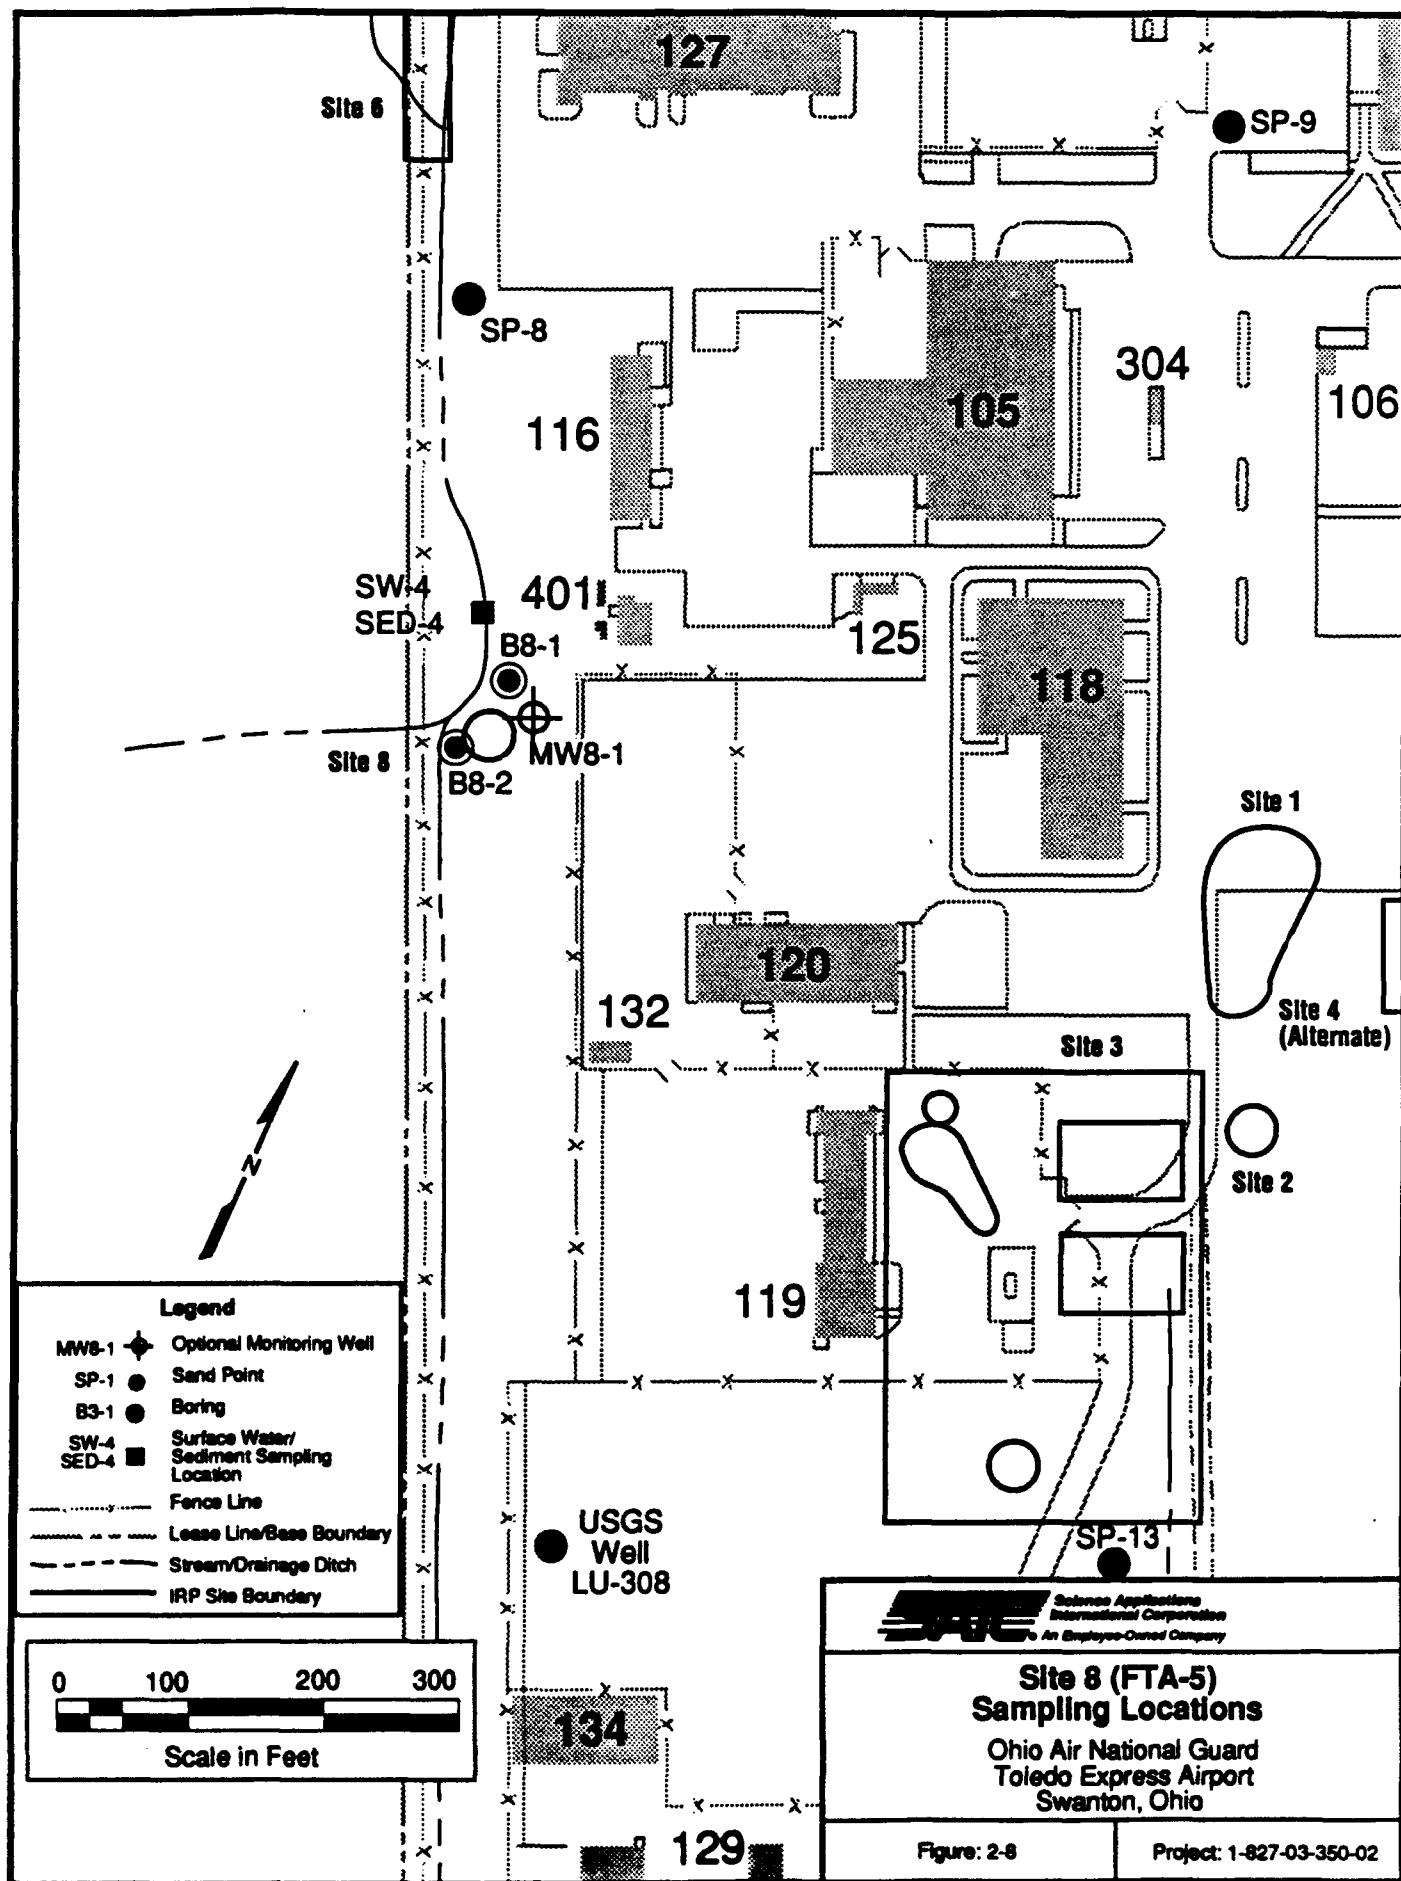 127
Site 6
SP-9
SP-8
304
105
106
116
SW-4
SED-4
401
125
B8-1
118
MW8-1
Site 8
B8-2
Site 1
120
132
Site 4
(Alternate)
Site 3
N
Site 2
119
Legend
MW8-1 Optional Monitoring Well
SP-1 Sand Point
B3-1 Boring
SW-4
SED-4
Surface Water/
Sediment Sampling
Location
Fence Line
Lease Line/Base Boundary
Stream/Drainage Ditch
IRP Site Boundary
USGS
Well
LU-308
SP-13
0 100 200 300
Scale in Feet
134
129
SAIC
Science Applications
International Corporation
An Employee-Owned Company
Site 8 (FTA-5)
Sampling Locations
Ohio Air National Guard
Toledo Express Airport
Swanton, Ohio
Figure: 2-8
Project: 1-827-03-350-02